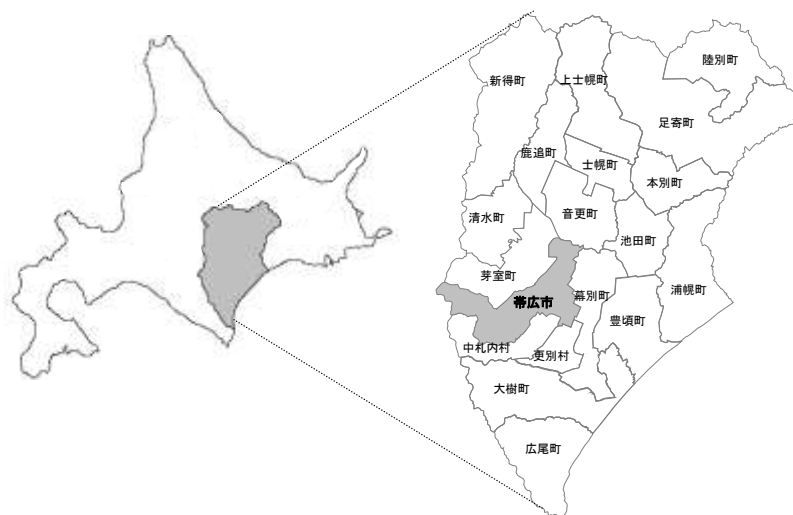 陸別町
新得町
上士幌町
足寄町
鹿追町
士幌町
本別町
清水町
音更町
池田町
芽室町
浦幌町
幕別町
帯広市
豊頃町
中札内村
更別村
大樹町
広尾町